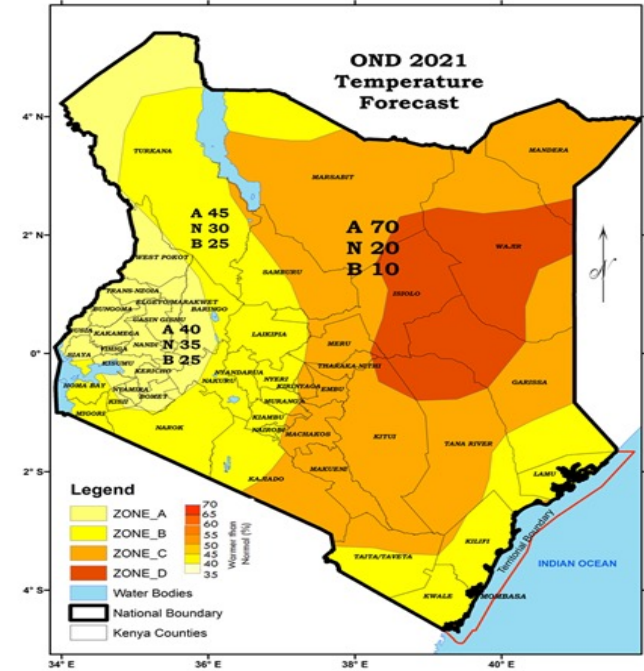 OND 2021
Temperature
Forecast
4° N
2° N
0°
2° S
4° S
34° E
36° E
38° E
40° E
TURKANA
MARSABIT
MANDERA
A 45
N 30
B 25
A 70
N 20
B 10
WAJIR
WEST POKOT
SAMBURU
ISIOLO
TRANS-NZOIA
ELGEYO/MARAKWET
BUNGOMA
BARINGO
UASIN GISHU
BUSIA
KAKAMEGA
A 40
N 35
B 25
LAIKIPIA
MERU
VIHIGA
NANDI
SIAYA
KISUMU
KERICHO
THARAKA NITHI
NYANDARUA
NAKURU
NYERI
KIRINYAGA
EMBU
GARISSA
HOMA BAY
NYAMIRA
KISII
BOMET
MURANGA
MIGORI
KIAMBU
NAROK
NAIROBI
MACHAKOS
KITUI
TANA RIVER
MAKUENI
KAJIADO
LAMU
TAITA/TAVETA
KILIFI
KWALE
MOMBASA
Territorial Boundary
INDIAN OCEAN
N
Legend
ZONE_A
ZONE_B
ZONE_C
ZONE_D
Water Bodies
National Boundary
Kenya Counties
70
65
60
55
50
45
40
35
Warmer than
Normal (%)